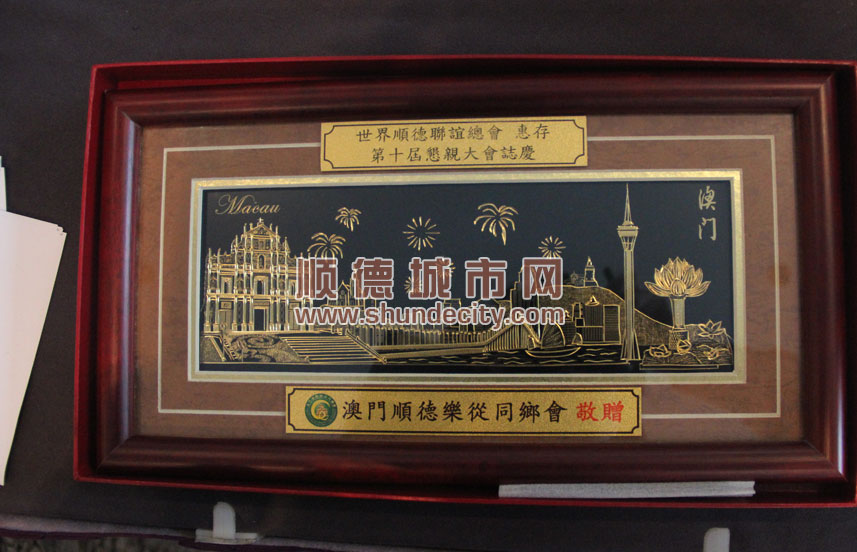 世界順德聯誼總會 惠存
第十屆懇親大會誌慶
Macau
澳门
顺德城市网
www.shundecity.com
澳門順德樂從同鄉會 敬贈